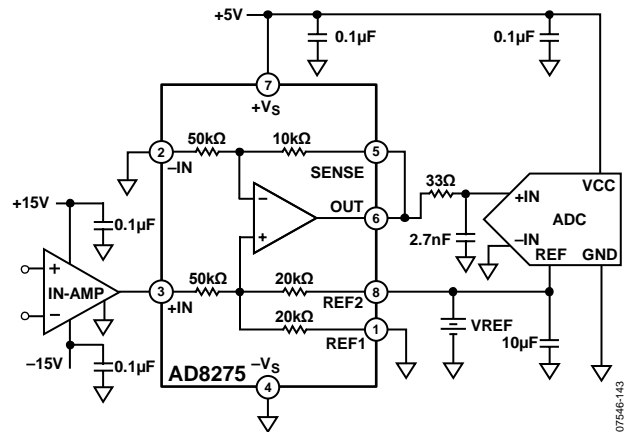 +5V
0.1µF
0.1µF
7
+VS
50kΩ
10kΩ
2
–IN
5
SENSE
33Ω
VCC
+15V
0.1µF
–
+
OUT
6
+IN
ADC
–IN
2.7nF
REF
GND
+
IN-AMP
–
3
+IN
50kΩ
20kΩ
REF2
8
20kΩ
REF1
1
VREF
10µF
–15V
0.1µF
AD8275
–VS
4
07546-143